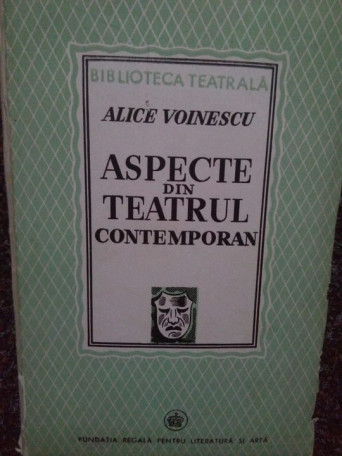 BIBLIOTECA TEATRALĂ
ALICE VOINESCU
ASPECTE
DIN
TEATRUL
CONTEMPORAN
FUNDAȚIA REGALĂ PENTRU LITERATURĂ ȘI ARTĂ